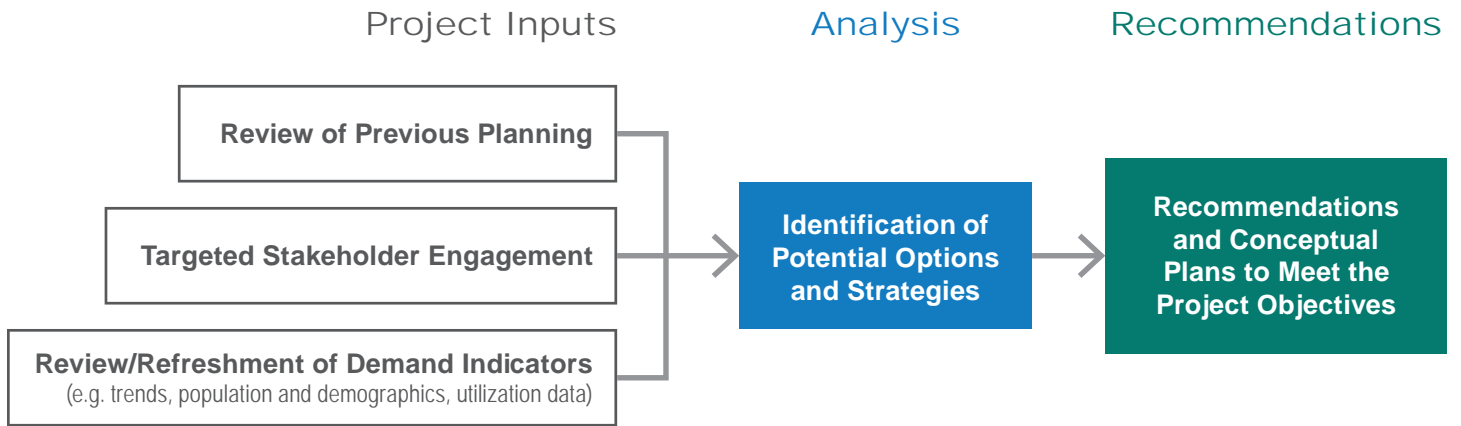 Project Inputs
Analysis
Recommendations
Review of Previous Planning
Targeted Stakeholder Engagement
Review/Refreshment of Demand Indicators
(e.g. trends, population and demographics, utilization data)
Identification of
Potential Options
and Strategies
Recommendations
and Conceptual
Plans to Meet the
Project Objectives